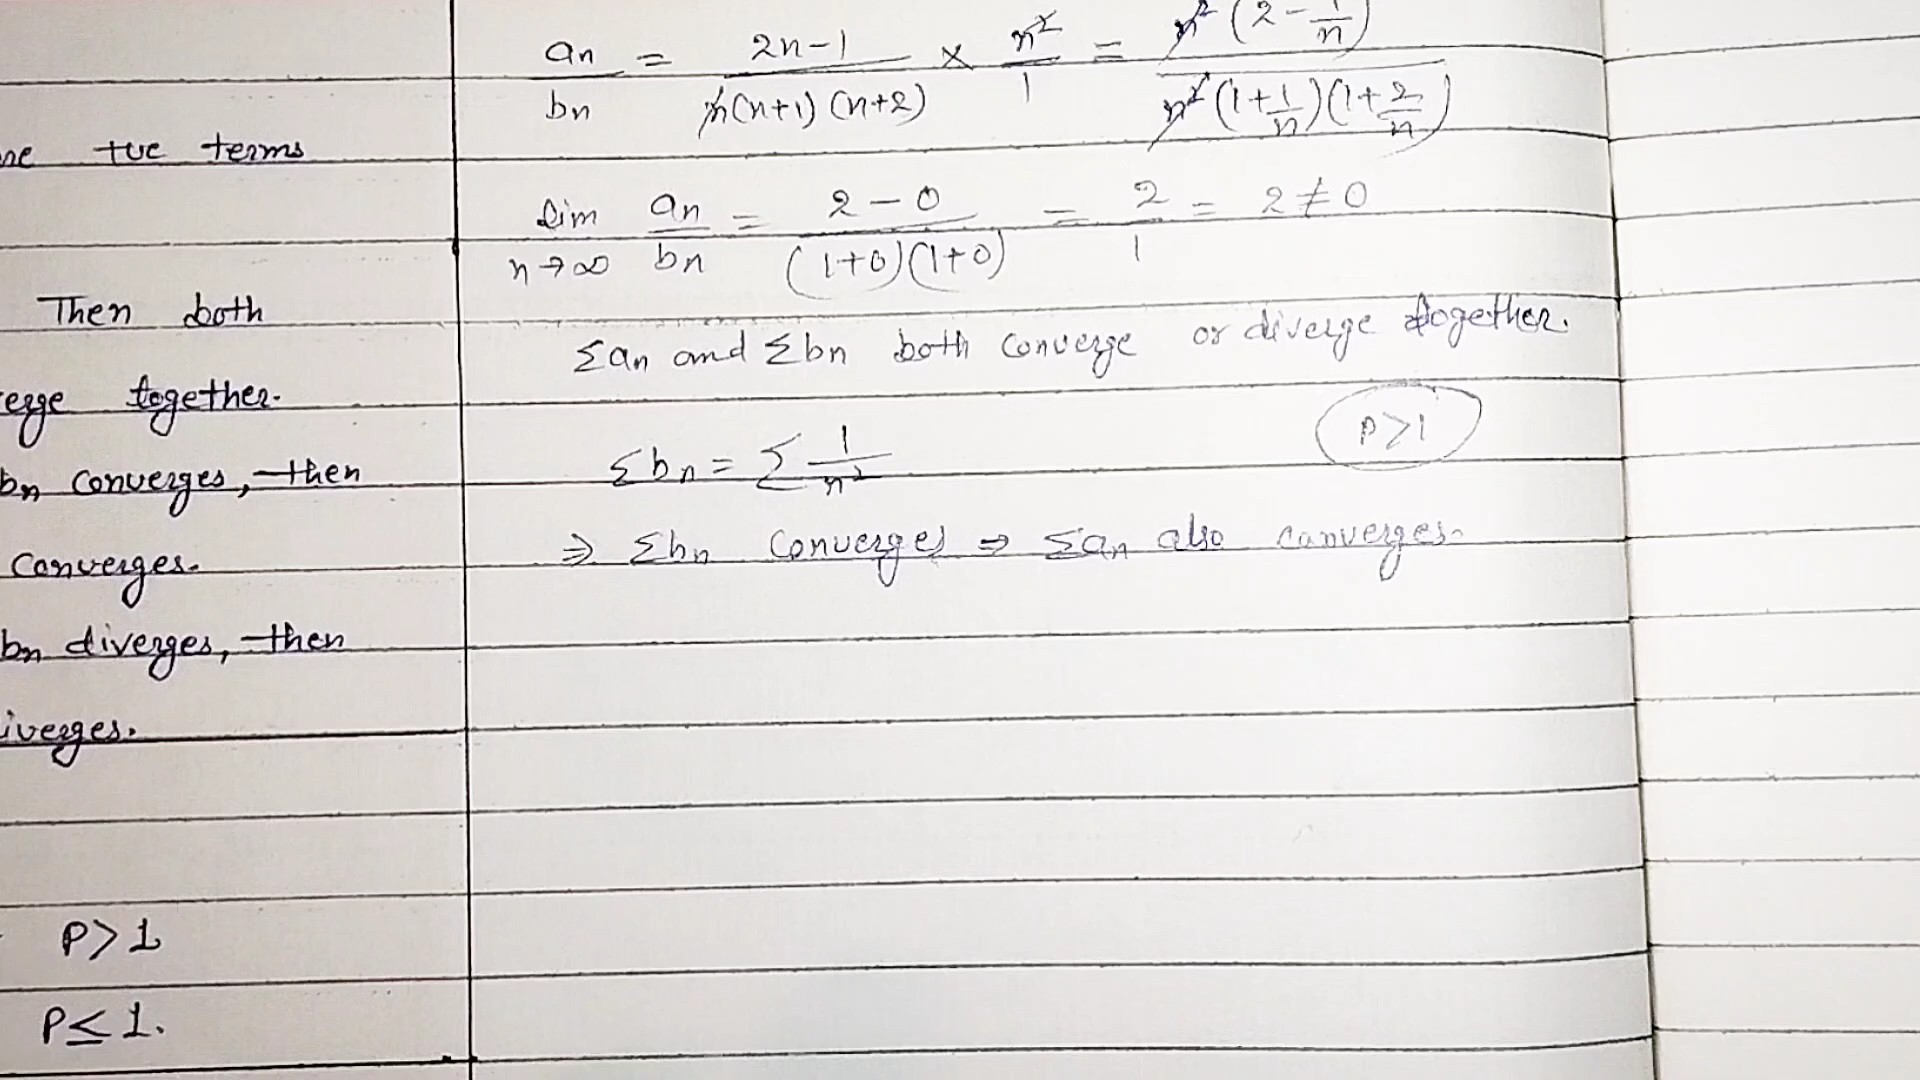 +ve terms
Then both
together.
bn converges, then
converges.
bn diverges, then
P>1
P≤1.
an/bn = (2n-1)/(n(n+1)(n+2)) × n²/1 = n²(2-1/n)/(n²(1+1/n)(1+2/n))
lim n→∞ an/bn = (2-0)/((1+0)(1+0)) = 2/1 = 2≠0
Σan and Σbn both converge or diverge together.
P>1
Σbn = Σ 1/n²
⇒ Σbn converges ⇒ Σan also converges.